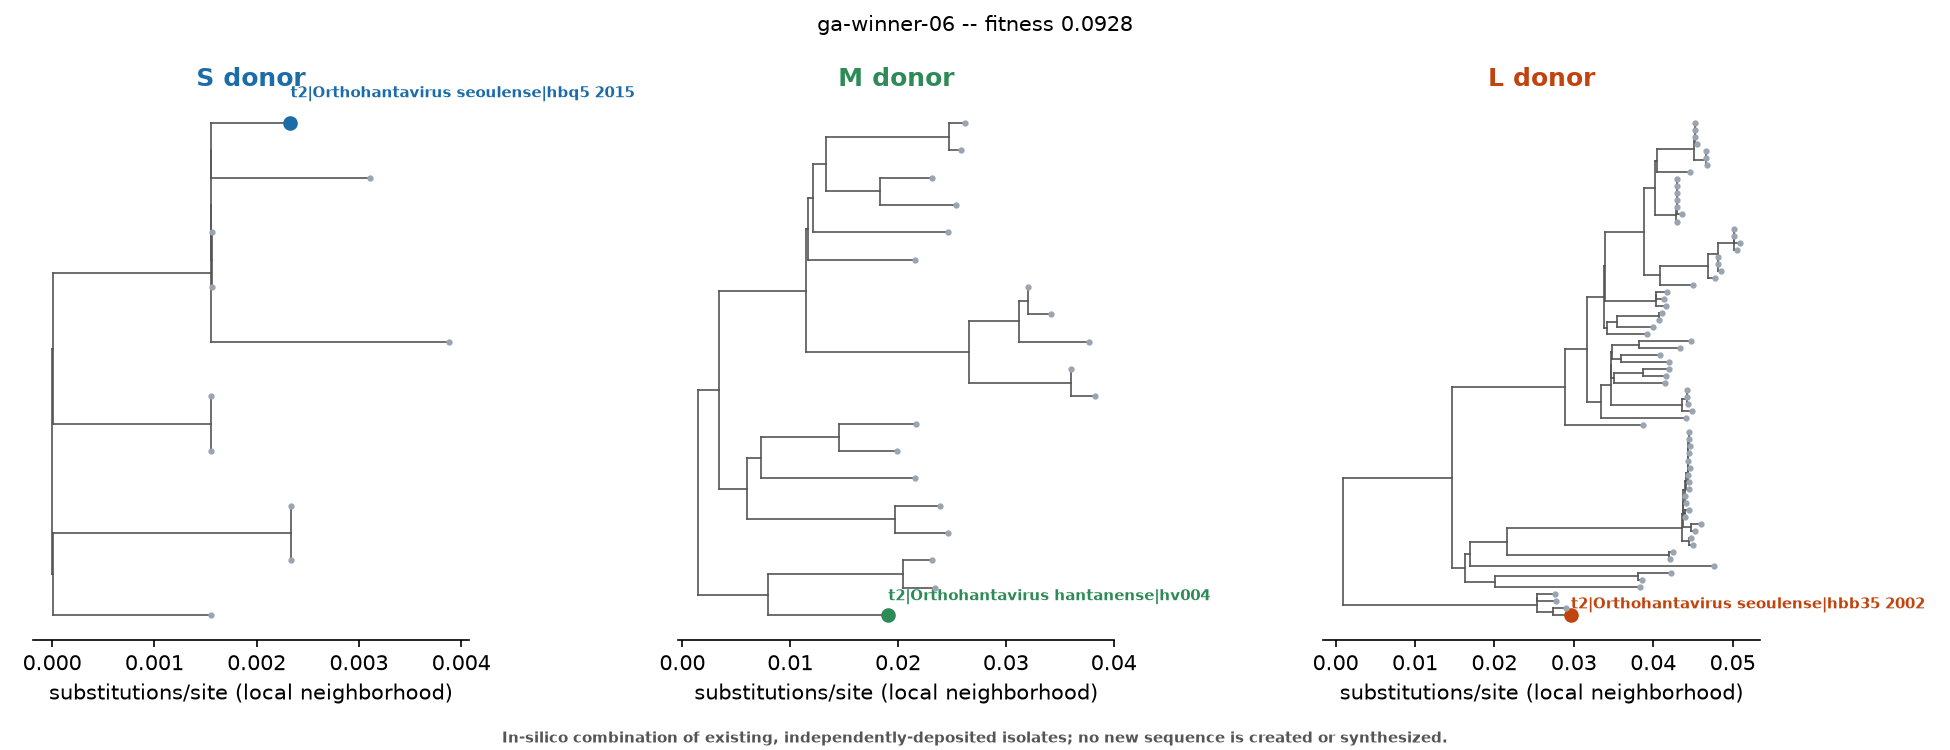 ga-winner-06 -- fitness 0.0928
S donor
M donor
L donor
t2|Orthohantavirus seoulense|hbq5 2015
t2|Orthohantavirus hantanense|hv004
t2|Orthohantavirus seoulense|hbb35 2002
0.000 0.001 0.002 0.003 0.004
0.00 0.01 0.02 0.03 0.04
0.00 0.01 0.02 0.03 0.04 0.05
substitutions/site (local neighborhood)
substitutions/site (local neighborhood)
substitutions/site (local neighborhood)
In-silico combination of existing, independently-deposited isolates; no new sequence is created or synthesized.